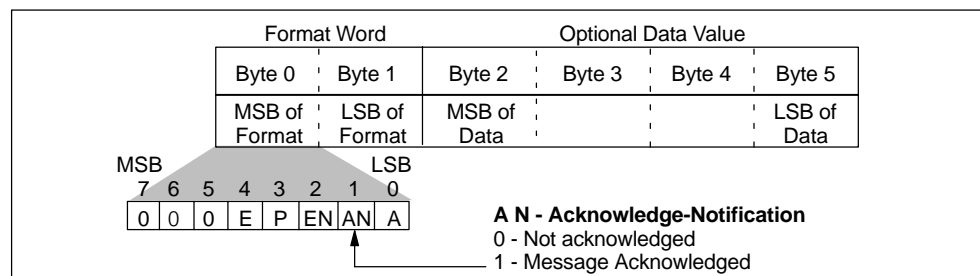 Format Word Optional Data Value
Byte 0 Byte 1 Byte 2 Byte 3 Byte 4 Byte 5
MSB of Format LSB of Format MSB of Data LSB of Data
MSB LSB
7 6 5 4 3 2 1 0
0 0 0 E P EN AN A
A N - Acknowledge-Notification
0 - Not acknowledged
1 - Message Acknowledged